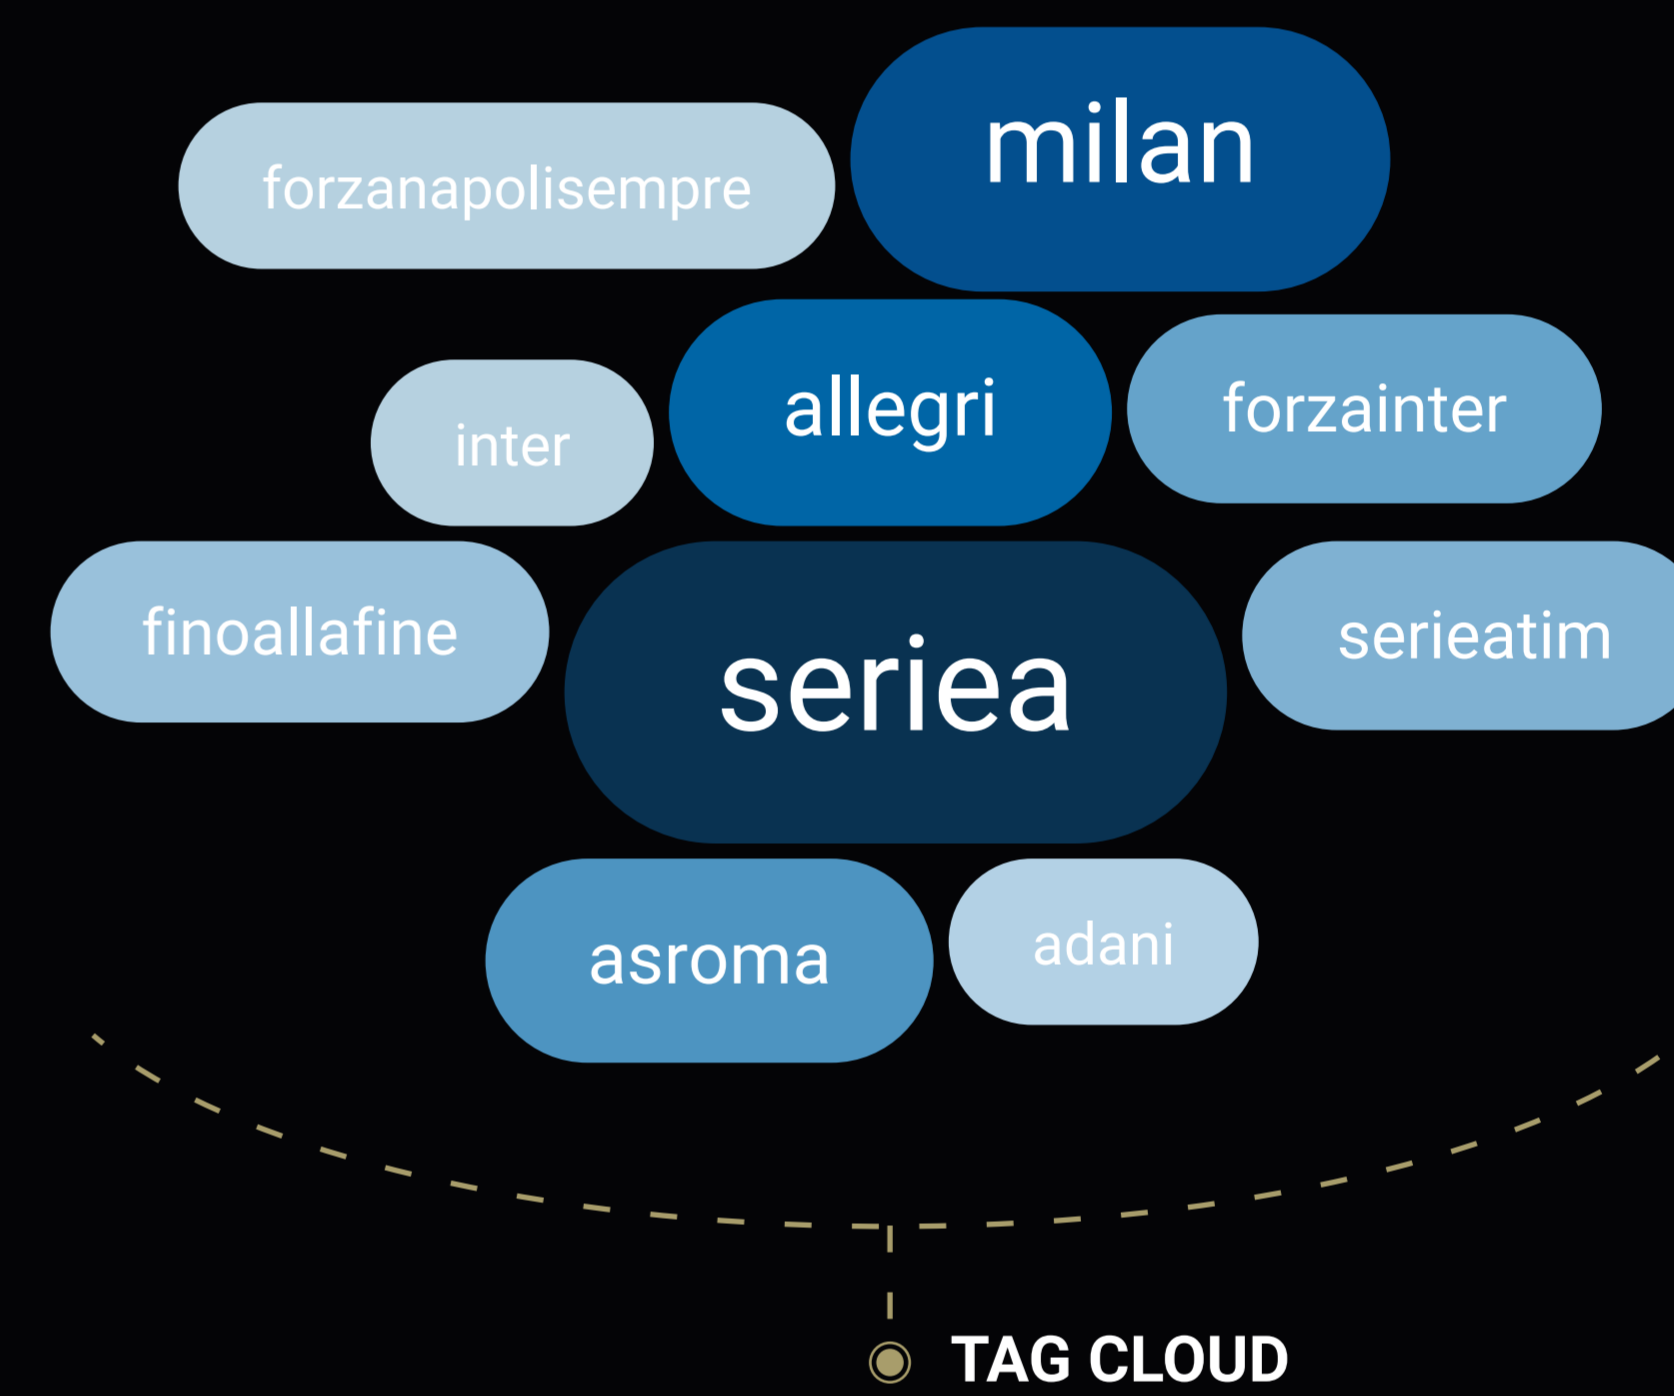 milan
forzanapolisempre
allegri
forzainter
inter
finoallafine
serieatim
seriea
asroma
adani
TAG CLOUD